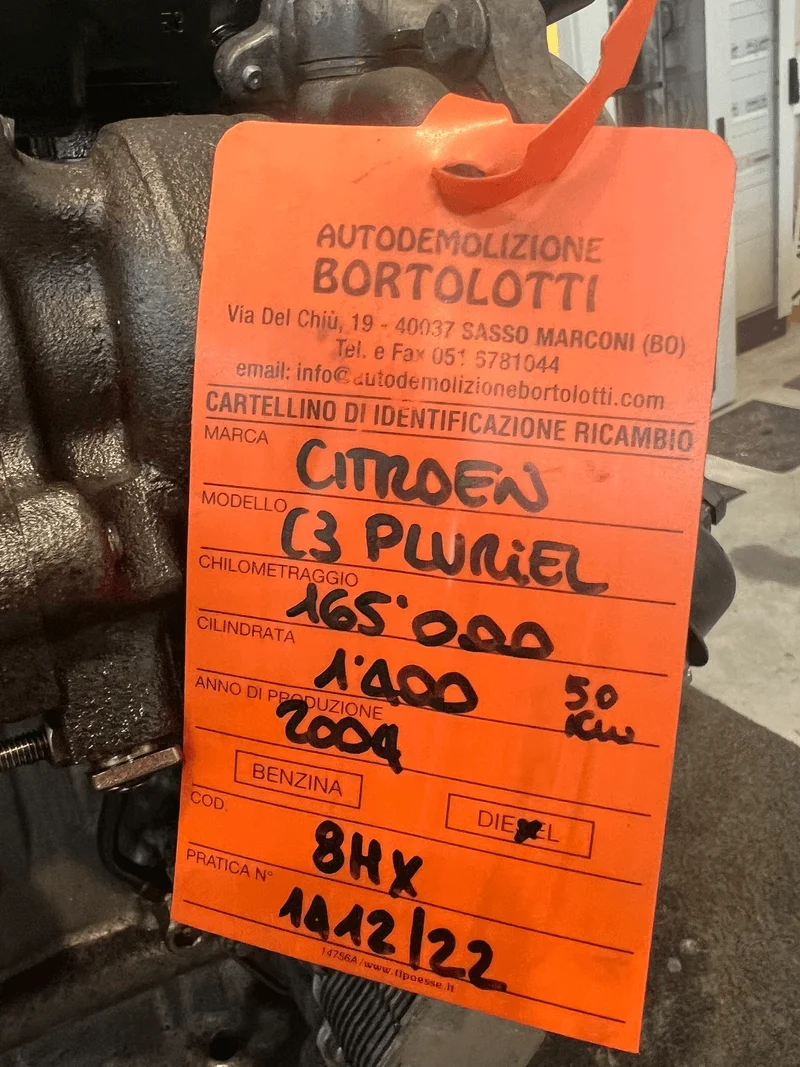 AUTODEMOLIZIONE
BORTOLOTTI
Via Del Chiù, 19 - 40037 SASSO MARCONI (BO)
Tel. e Fax 051 6781044
email: info@autodemolizionebortolotti.com
CARTELLINO DI IDENTIFICAZIONE RICAMBIO
MARCA CITROEN
MODELLO C3 PLURIEL
CHILOMETRAGGIO 165'000
CILINDRATA 1'400 50 KW
ANNO DI PRODUZIONE 2004
BENZINA DIESEL
COD. 8HX
PRATICA N° 1412/22
14756A/www.tipoesse.it